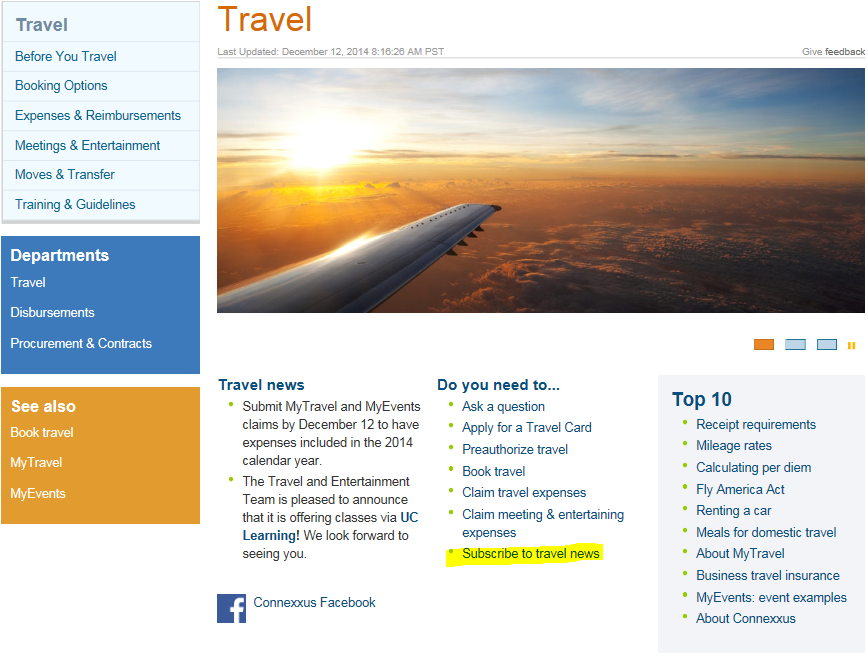 Travel
Before You Travel
Booking Options
Expenses & Reimbursements
Meetings & Entertainment
Moves & Transfer
Training & Guidelines
Departments
Travel
Disbursements
Procurement & Contracts
See also
Book travel
MyTravel
MyEvents
Travel
Last Updated: December 12, 2014 8:16:26 AM PST
Give feedback
Travel news
Submit MyTravel and MyEvents
claims by December 12 to have
expenses included in the 2014
calendar year.
The Travel and Entertainment
Team is pleased to announce
that it is offering classes via UC
Learning! We look forward to
seeing you.
f
Connexxus Facebook
Do you need to...
Ask a question
Apply for a Travel Card
Preauthorize travel
Book travel
Claim travel expenses
Claim meeting & entertaining
expenses
Subscribe to travel news
Top 10
Receipt requirements
Mileage rates
Calculating per diem
Fly America Act
Renting a car
Meals for domestic travel
About MyTravel
Business travel insurance
MyEvents: event examples
About Connexxus